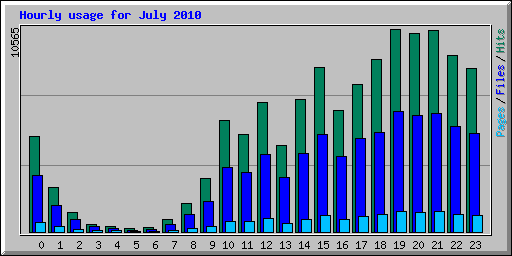 Hourly usage for July 2010
10565
Pages/Files/Hits
0 1 2 3 4 5 6 7 8 9 10 11 12 13 14 15 16 17 18 19 20 21 22 23